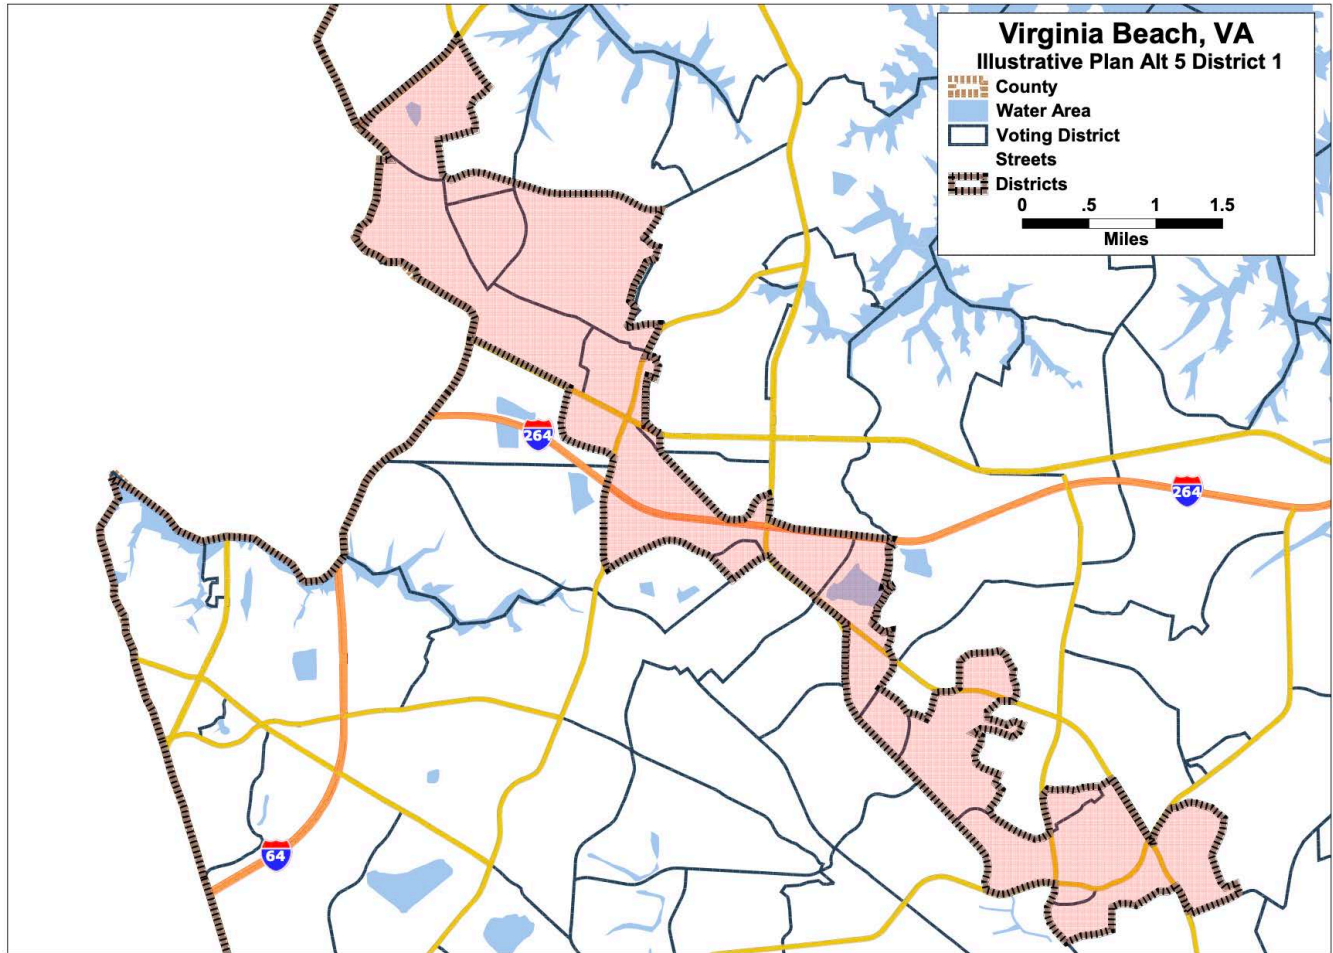 Virginia Beach, VA
Illustrative Plan Alt 5 District 1
County
Water Area
Voting District
Streets
Districts
0 .5 1 1.5
Miles
264
264
64